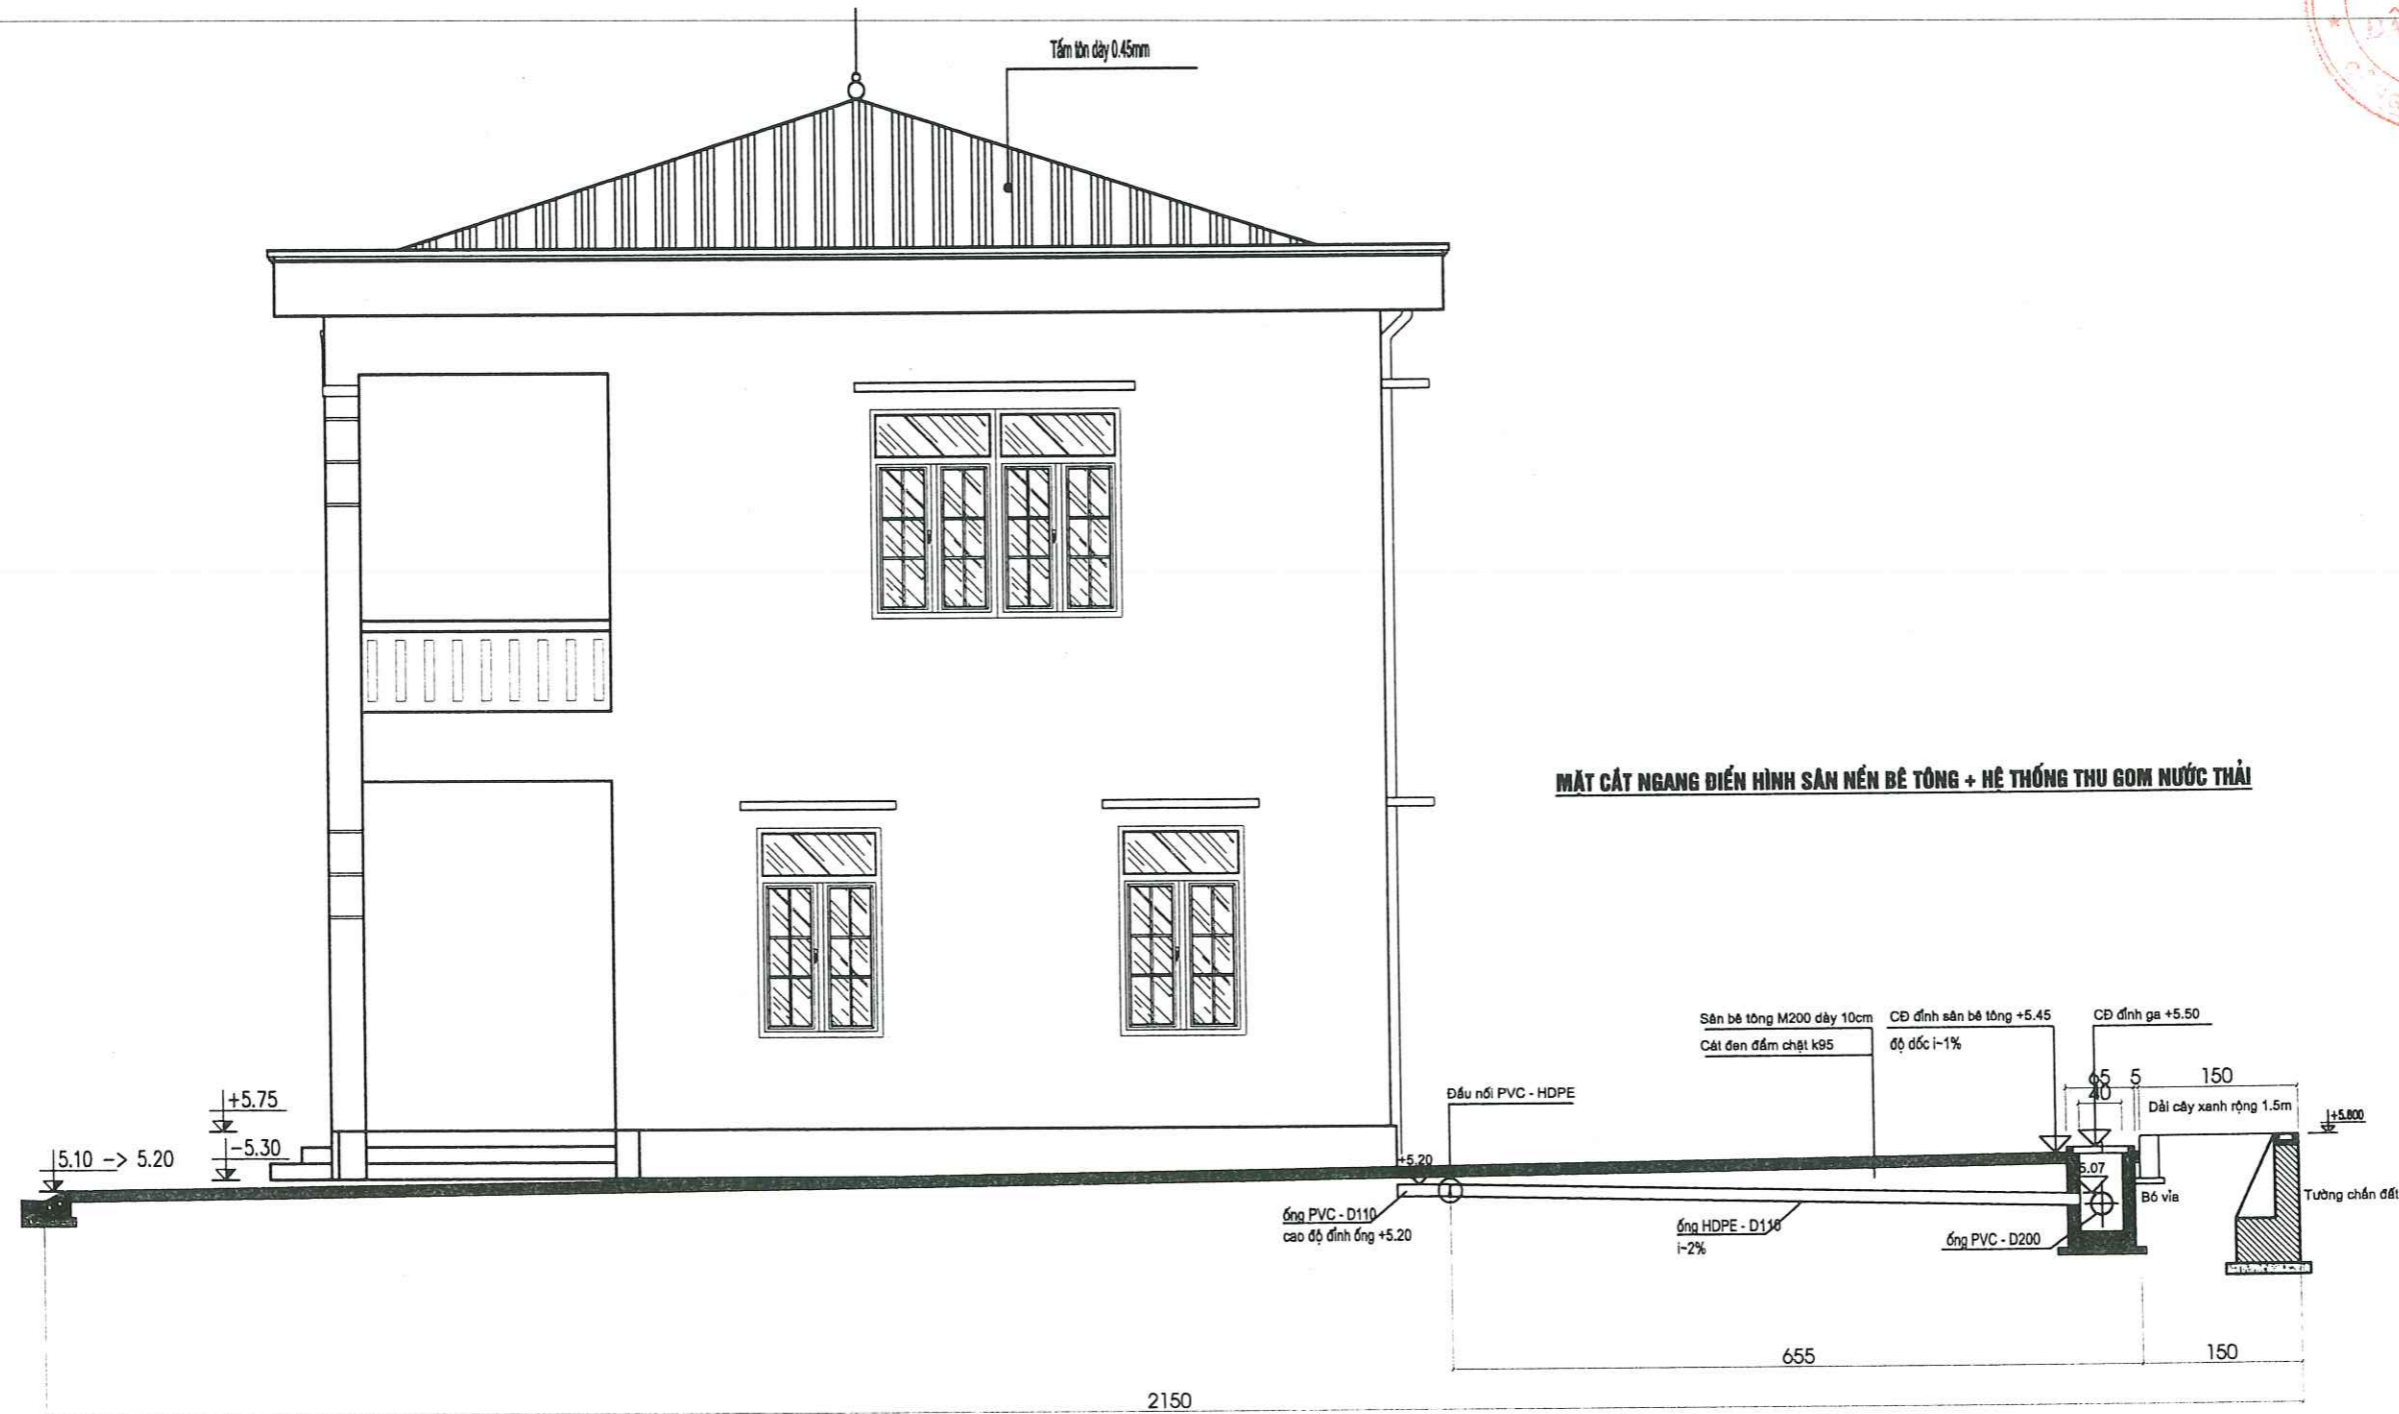 Tấm tôn dày 0.45mm
MẶT CẮT NGANG ĐIỂN HÌNH SÂN NỀN BÊ TÔNG + HỆ THỐNG THU GOM NƯỚC THẢI
Sân bê tông M200 dày 10cm
Cát đen đầm chặt k95
CĐ đỉnh sân bê tông +5.45
độ dốc i~1%
CĐ đỉnh ga +5.50
Đấu nối PVC - HDPE
65
5
150
40
Dải cây xanh rộng 1.5m
+5.800
+5.75
-5.30
5.10 -> 5.20
+5.20
5.07
Bó vỉa
Tường chắn đất
ống PVC - D110
cao độ đỉnh ống +5.20
ống HDPE - D110
i~2%
ống PVC - D200
655
150
2150